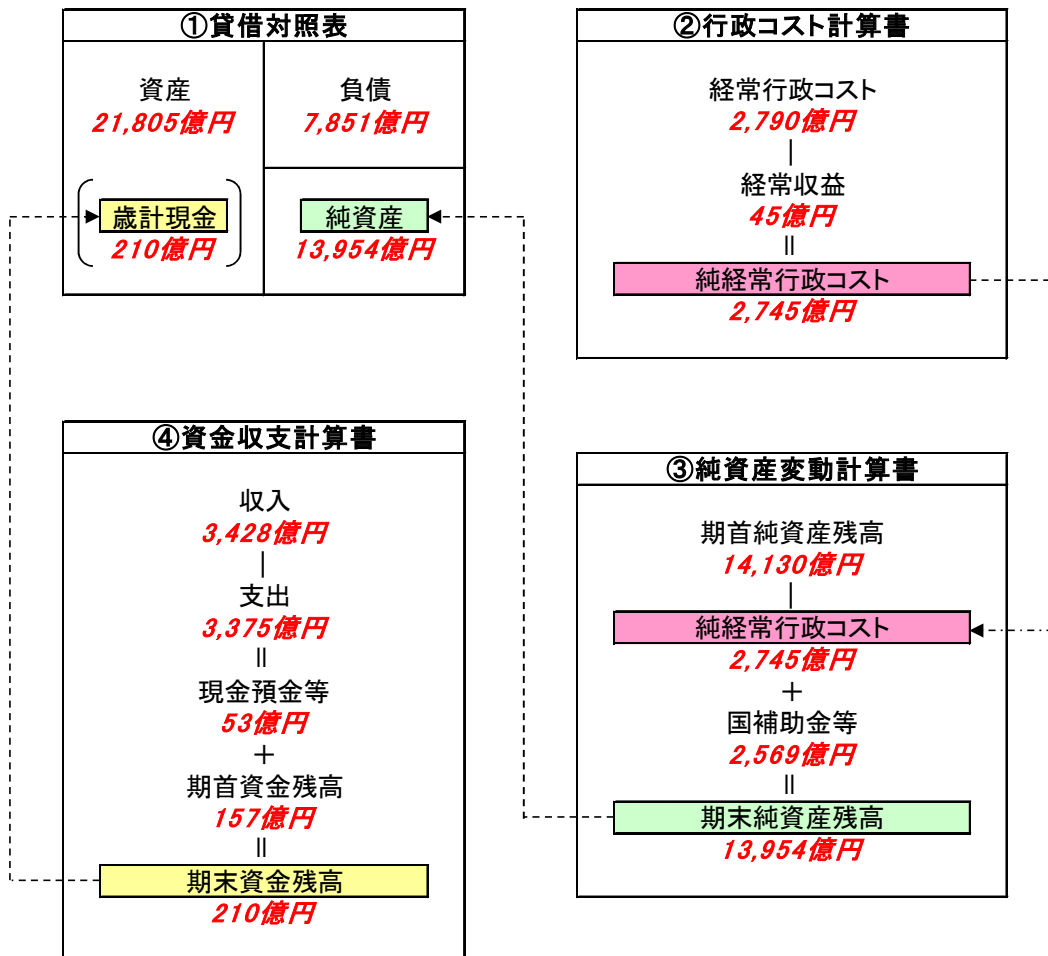 ①貸借対照表
資産
21,805億円
負債
7,851億円
歳計現金
210億円
純資産
13,954億円
②行政コスト計算書
経常行政コスト
2,790億円
｜
経常収益
45億円
＝
純経常行政コスト
2,745億円
④資金収支計算書
収入
3,428億円
｜
支出
3,375億円
＝
現金預金等
53億円
＋
期首資金残高
157億円
＝
期末資金残高
210億円
③純資産変動計算書
期首純資産残高
14,130億円
｜
純経常行政コスト
2,745億円
＋
国補助金等
2,569億円
＝
期末純資産残高
13,954億円